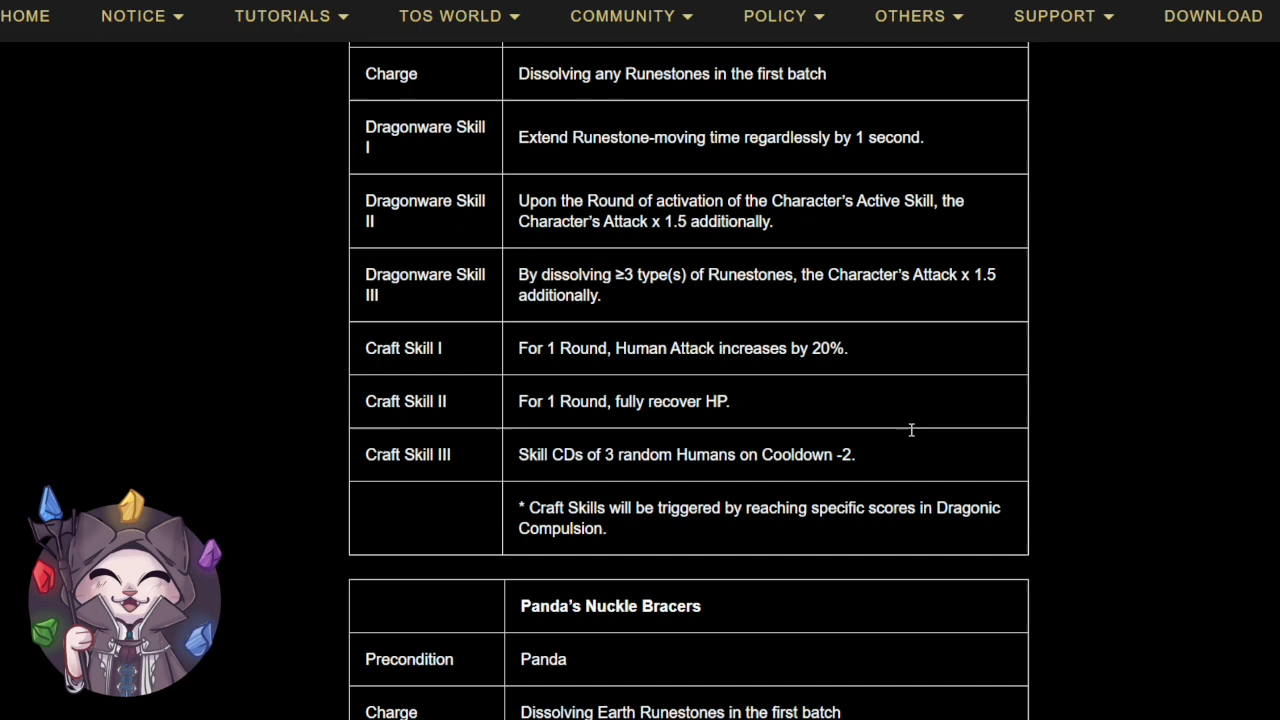 HOME NOTICE TUTORIALS TOS WORLD COMMUNITY POLICY OTHERS SUPPORT DOWNLOAD
Charge Dissolving any Runestones in the first batch
Dragonware Skill
I
Extend Runestone-moving time regardlessly by 1 second.
Dragonware Skill
II
Upon the Round of activation of the Character's Active Skill, the
Character's Attack x 1.5 additionally.
Dragonware Skill
III
By dissolving ≥3 type(s) of Runestones, the Character's Attack x 1.5
additionally.
Craft Skill I For 1 Round, Human Attack increases by 20%.
Craft Skill II For 1 Round, fully recover HP.
Craft Skill III Skill CDs of 3 random Humans on Cooldown -2.
* Craft Skills will be triggered by reaching specific scores in Dragonic
Compulsion.
Panda's Nuckle Bracers
Precondition Panda
Charge Dissolving Earth Runestones in the first batch